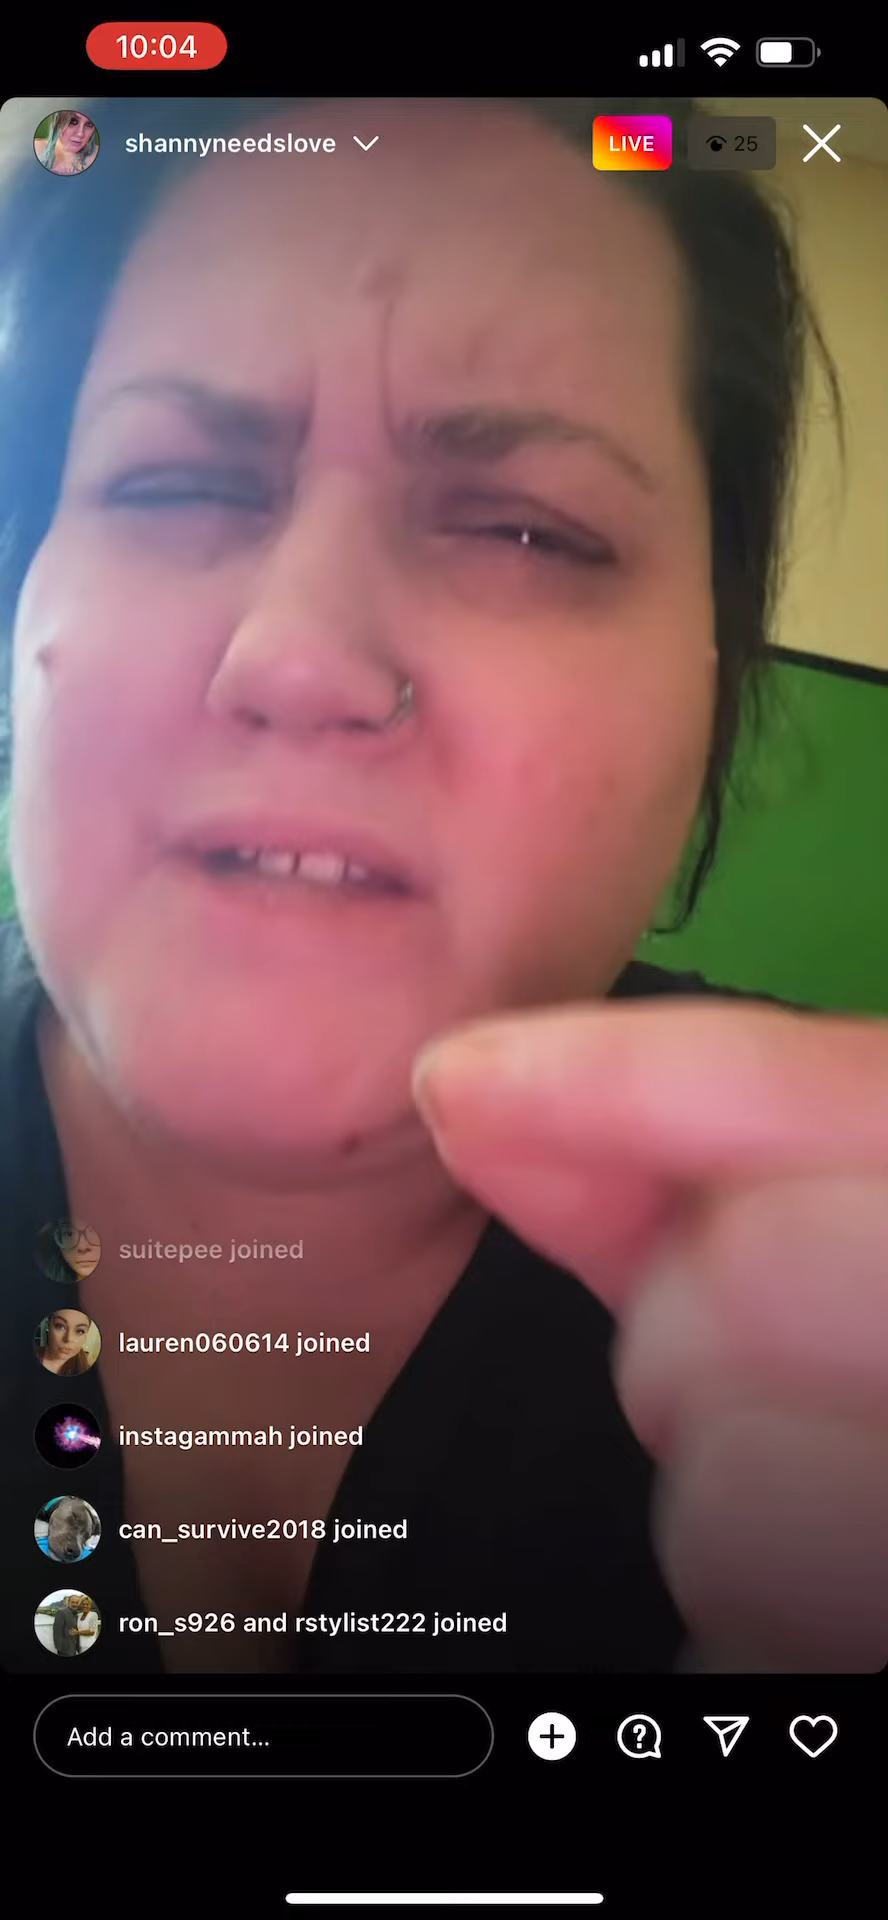 10:04
shannyneedslove
LIVE
25
suitepee joined
lauren060614 joined
instagammah joined
can_survive2018 joined
ron_s926 and rstylist222 joined
Add a comment...